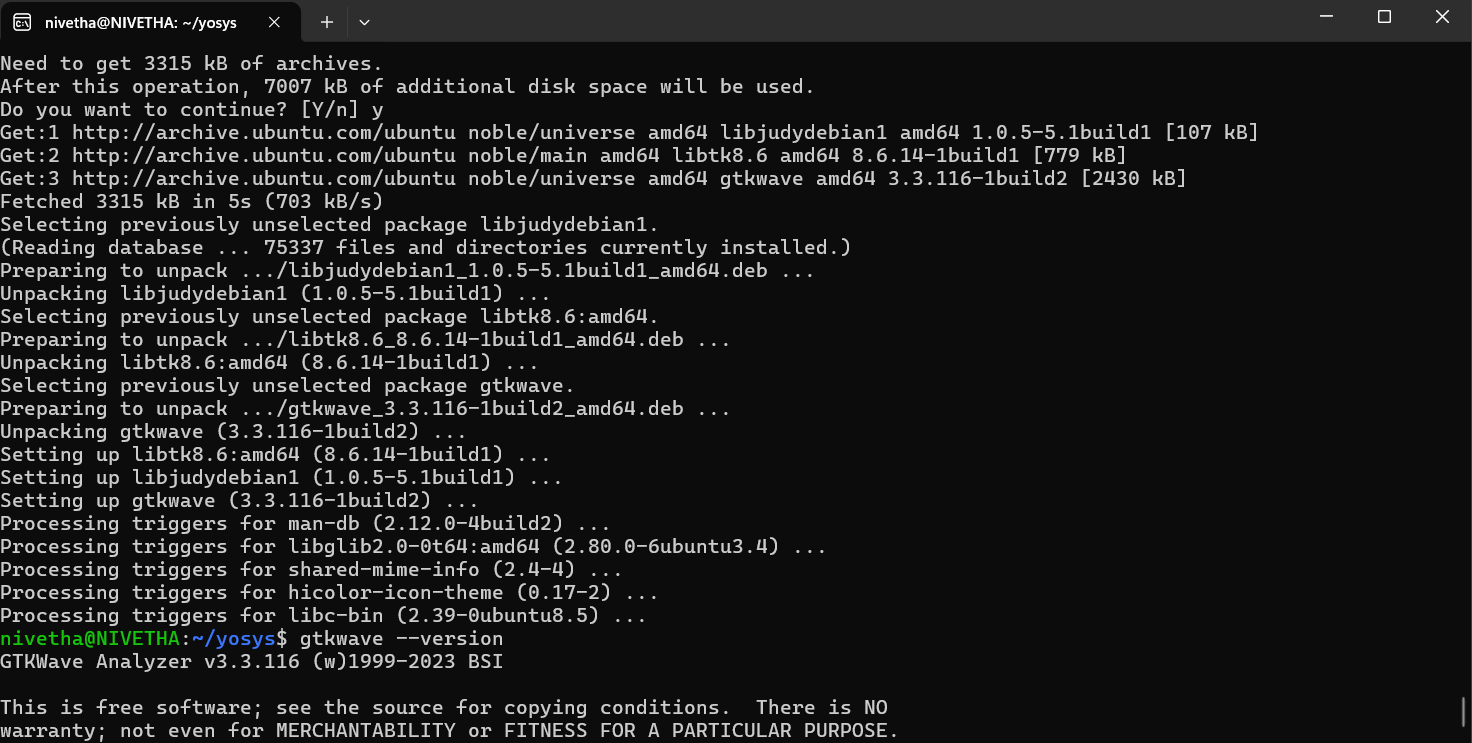 nivetha@NIVETHA: ~/yosys
Need to get 3315 kB of archives.
After this operation, 7007 kB of additional disk space will be used.
Do you want to continue? [Y/n] y
Get:1 http://archive.ubuntu.com/ubuntu noble/universe amd64 libjudydebian1 amd64 1.0.5-5.1build1 [107 kB]
Get:2 http://archive.ubuntu.com/ubuntu noble/main amd64 libtk8.6 amd64 8.6.14-1build1 [779 kB]
Get:3 http://archive.ubuntu.com/ubuntu noble/universe amd64 gtkwave amd64 3.3.116-1build2 [2430 kB]
Fetched 3315 kB in 5s (703 kB/s)
Selecting previously unselected package libjudydebian1.
(Reading database ... 75337 files and directories currently installed.)
Preparing to unpack .../libjudydebian1_1.0.5-5.1build1_amd64.deb ...
Unpacking libjudydebian1 (1.0.5-5.1build1) ...
Selecting previously unselected package libtk8.6:amd64.
Preparing to unpack .../libtk8.6_8.6.14-1build1_amd64.deb ...
Unpacking libtk8.6:amd64 (8.6.14-1build1) ...
Selecting previously unselected package gtkwave.
Preparing to unpack .../gtkwave_3.3.116-1build2_amd64.deb ...
Unpacking gtkwave (3.3.116-1build2) ...
Setting up libtk8.6:amd64 (8.6.14-1build1) ...
Setting up libjudydebian1 (1.0.5-5.1build1) ...
Setting up gtkwave (3.3.116-1build2) ...
Processing triggers for man-db (2.12.0-4build2) ...
Processing triggers for libglib2.0-0t64:amd64 (2.80.0-6ubuntu3.4) ...
Processing triggers for shared-mime-info (2.4-4) ...
Processing triggers for hicolor-icon-theme (0.17-2) ...
Processing triggers for libc-bin (2.39-0ubuntu8.5) ...
nivetha@NIVETHA:~/yosys$ gtkwave --version
GTKWave Analyzer v3.3.116 (w)1999-2023 BSI
This is free software; see the source for copying conditions.  There is NO
warranty; not even for MERCHANTABILITY or FITNESS FOR A PARTICULAR PURPOSE.